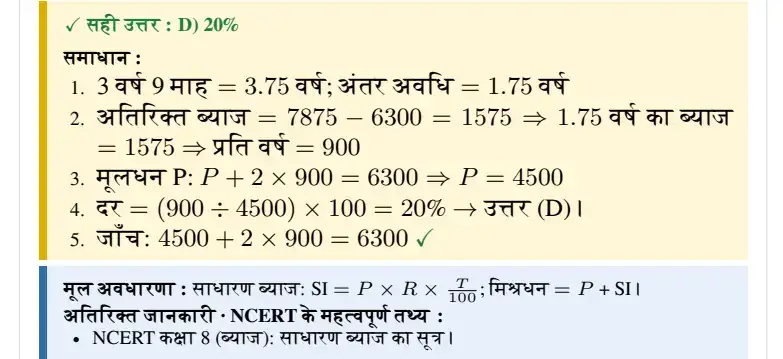 ✓ सही उत्तर : D) 20%
समाधान :
1. 3 वर्ष 9 माह = 3.75 वर्ष; अंतर अवधि = 1.75 वर्ष
2. अतिरिक्त ब्याज = 7875 − 6300 = 1575 ⇒ 1.75 वर्ष का ब्याज
= 1575 ⇒ प्रति वर्ष = 900
3. मूलधन P: P + 2 × 900 = 6300 ⇒ P = 4500
4. दर = (900 ÷ 4500) × 100 = 20% → उत्तर (D)।
5. जाँच: 4500 + 2 × 900 = 6300 ✓
मूल अवधारणा : साधारण ब्याज: SI = P × R × T/100; मिश्रधन = P + SI।
अतिरिक्त जानकारी · NCERT के महत्वपूर्ण तथ्य :
• NCERT कक्षा 8 (ब्याज): साधारण ब्याज का सूत्र।